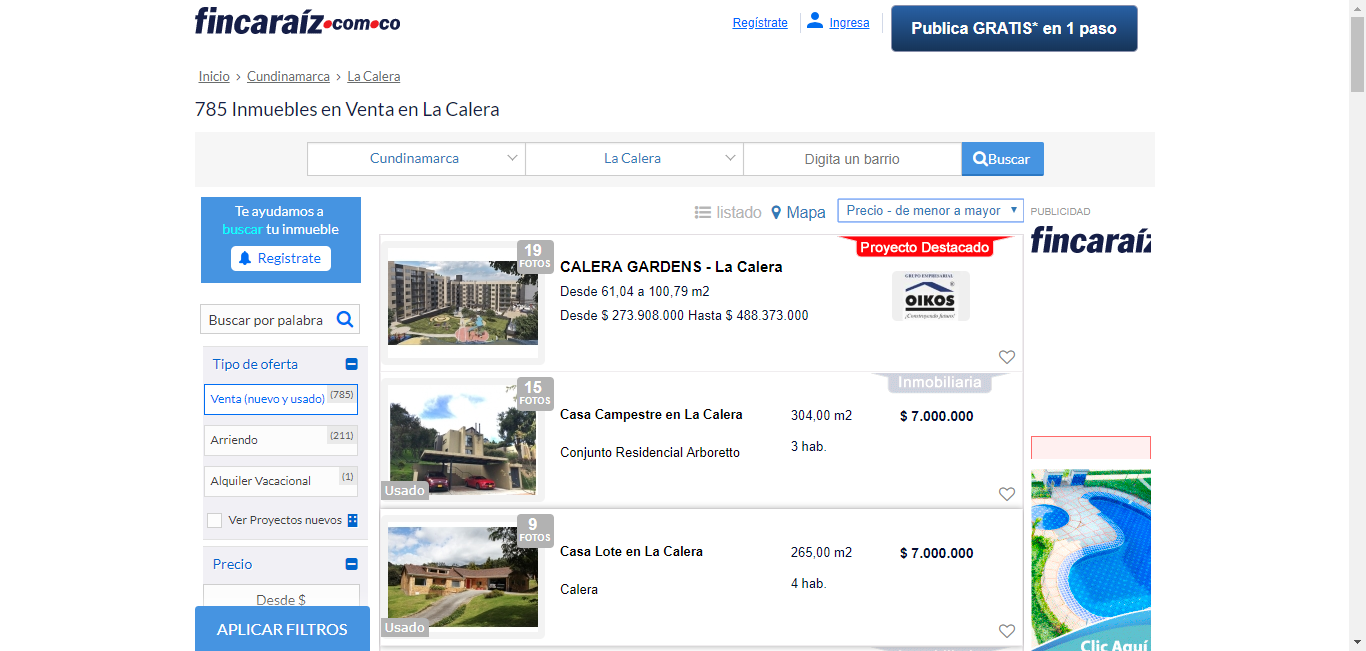 fincaraíz.com.co
Regístrate
Ingresa
Publica GRATIS* en 1 paso
Inicio › Cundinamarca › La Calera
785 Inmuebles en Venta en La Calera
Cundinamarca
La Calera
Digita un barrio
Buscar
Te ayudamos a
buscar tu inmueble
Registrate
Buscar por palabra
Tipo de oferta
Venta (nuevo y usado) (785)
Arriendo (211)
Alquiler Vacacional (1)
Ver Proyectos nuevos
Precio
Desde $
APLICAR FILTROS
listado
Mapa
Precio - de menor a mayor
19
FOTOS
CALERA GARDENS - La Calera
Desde 61,04 a 100,79 m2
Desde $ 273.908.000 Hasta $ 488.373.000
Proyecto Destacado
GRUPO EMPRESARIAL
OIKOS
¡Construyendo futuro!
15
FOTOS
Usado
Casa Campestre en La Calera
Conjunto Residencial Arboretto
304,00 m2
3 hab.
Inmobiliaria
$ 7.000.000
9
FOTOS
Usado
Casa Lote en La Calera
Calera
265,00 m2
4 hab.
$ 7.000.000
PUBLICIDAD
fincaraíz
Clic Aquí